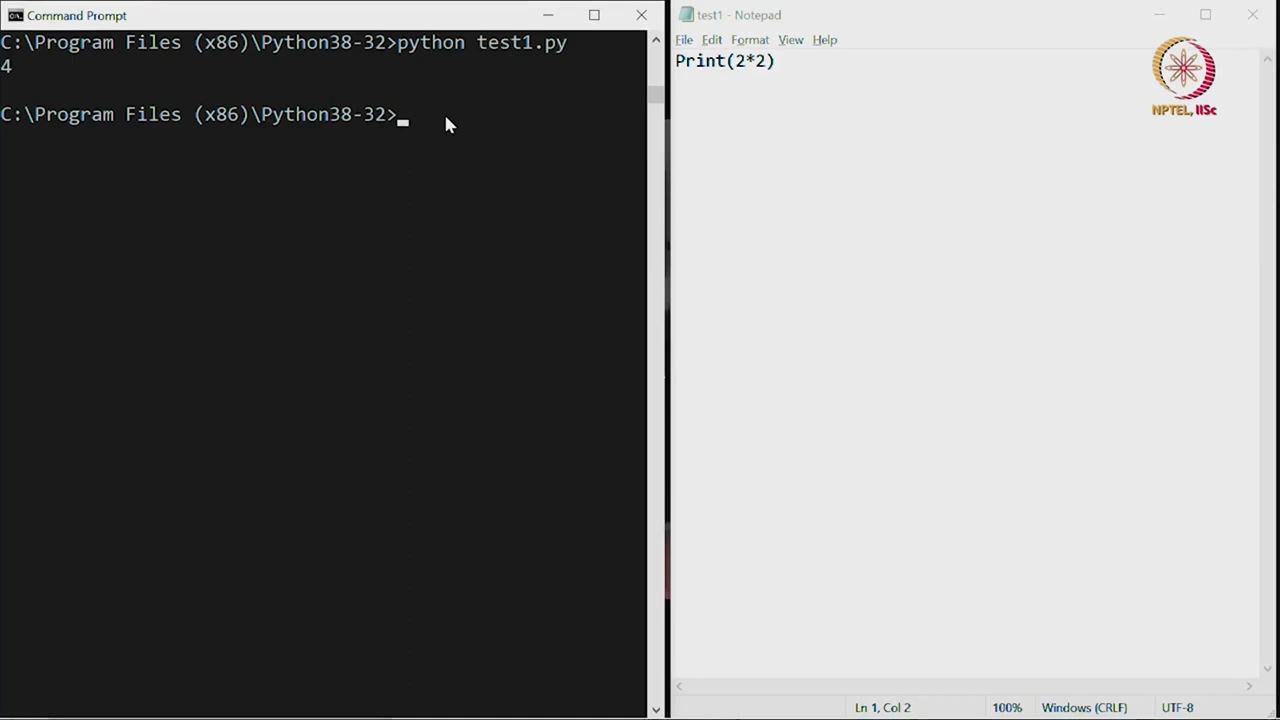 Command Prompt
C:\Program Files (x86)\Python38-32>python test1.py
4
C:\Program Files (x86)\Python38-32>
test1 - Notepad
File Edit Format View Help
Print(2*2)
NPTEL, IISc
Ln 1, Col 2 100% Windows (CRLF) UTF-8